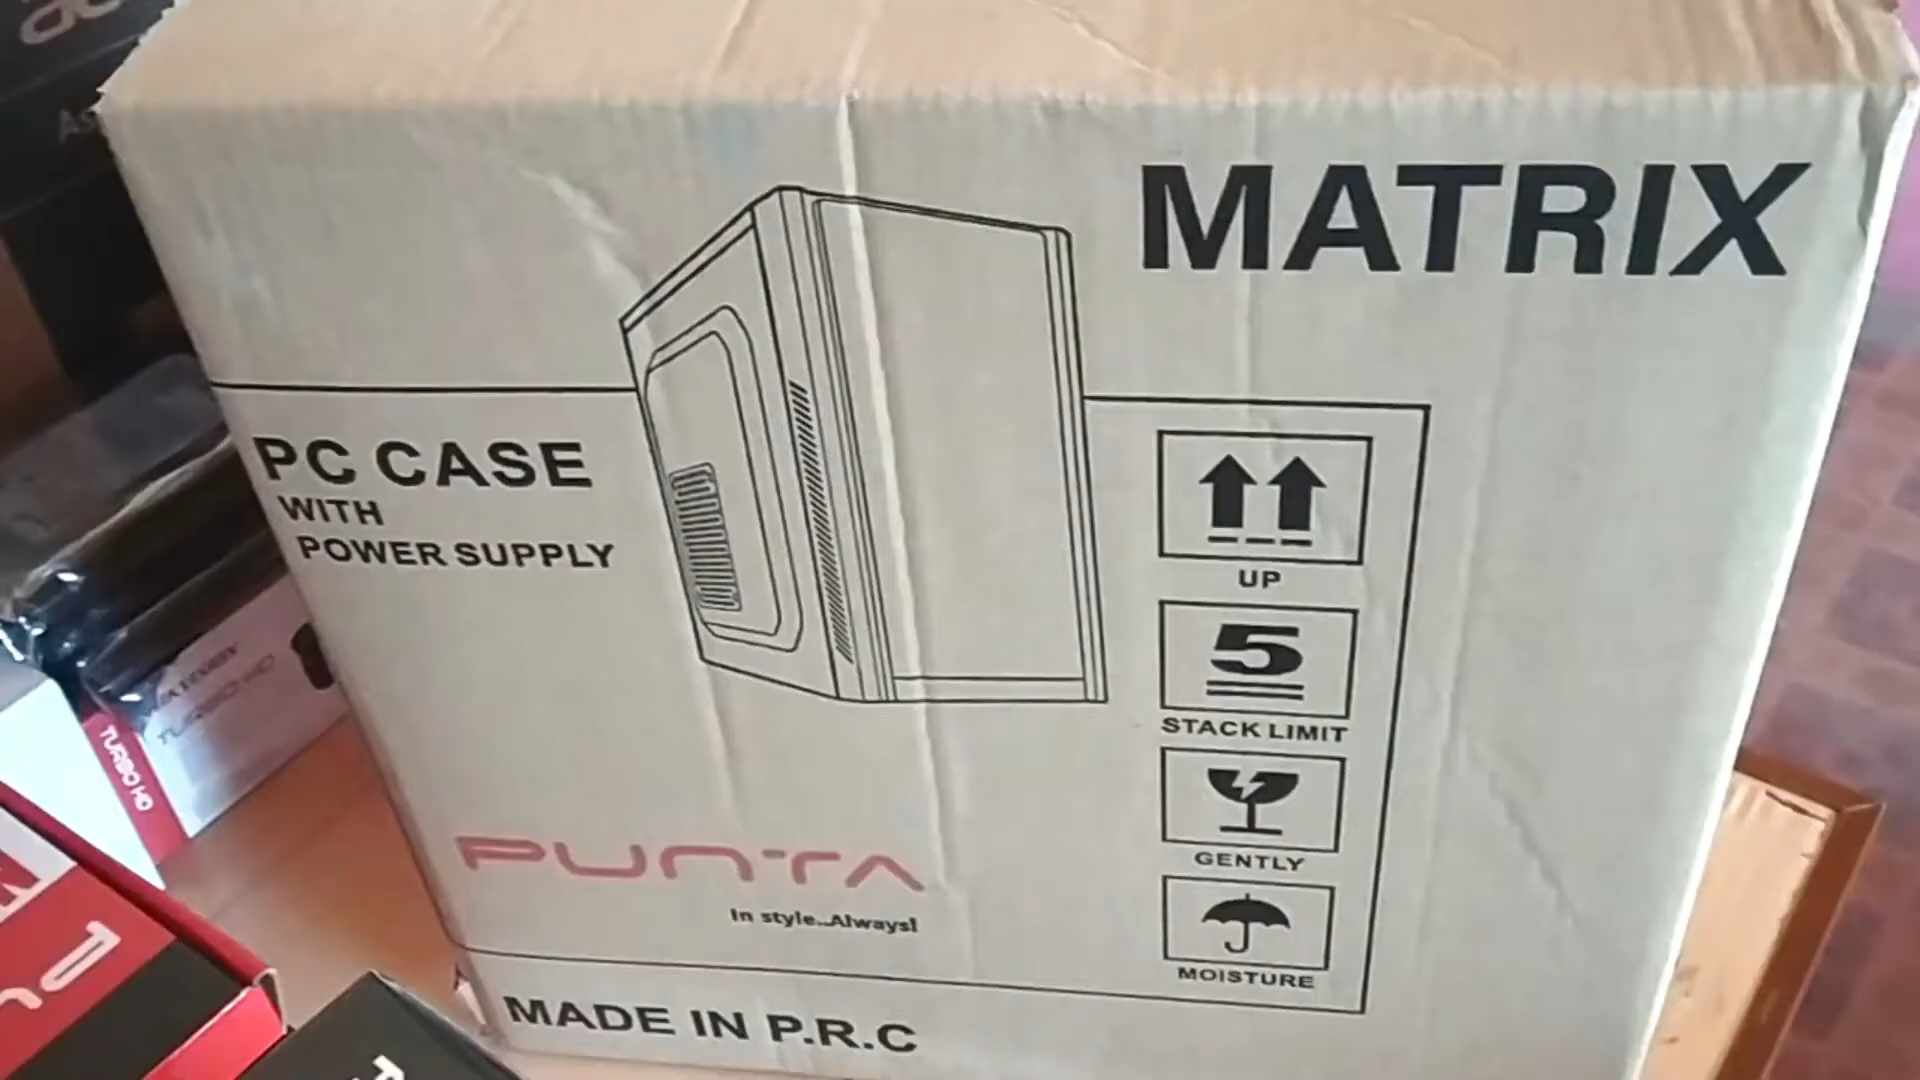 MATRIX
PC CASE
WITH
POWER SUPPLY
UP
5
STACK LIMIT
GENTLY
MOISTURE
PUNTA
In style..Always!
MADE IN P.R.C
TURBO HD
TURBO HD